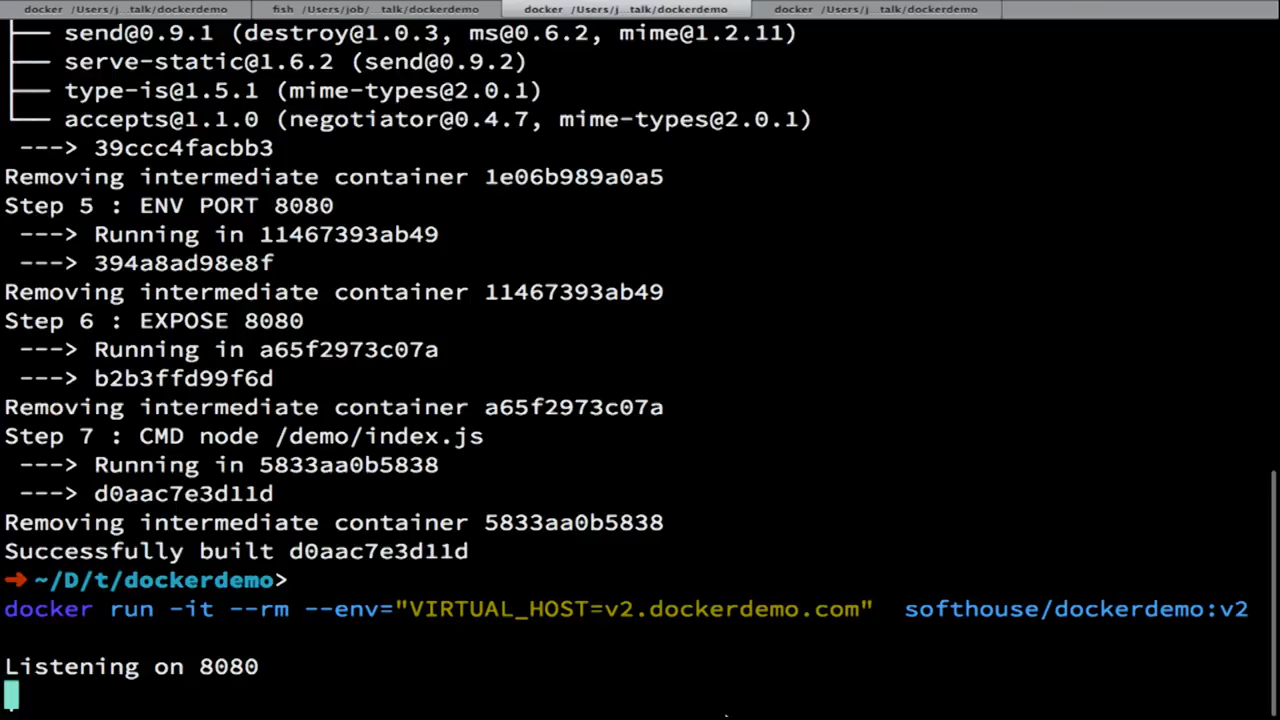 docker /Users/j...talk/dockerdemo
fish /Users/job/...talk/dockerdemo
docker /Users/j...talk/dockerdemo
docker /Users/j...talk/dockerdemo
├── send@0.9.1 (destroy@1.0.3, ms@0.6.2, mime@1.2.11)
├── serve-static@1.6.2 (send@0.9.2)
├── type-is@1.5.1 (mime-types@2.0.1)
└── accepts@1.1.0 (negotiator@0.4.7, mime-types@2.0.1)
---> 39ccc4facbb3
Removing intermediate container 1e06b989a0a5
Step 5 : ENV PORT 8080
---> Running in 11467393ab49
---> 394a8ad98e8f
Removing intermediate container 11467393ab49
Step 6 : EXPOSE 8080
---> Running in a65f2973c07a
---> b2b3ffd99f6d
Removing intermediate container a65f2973c07a
Step 7 : CMD node /demo/index.js
---> Running in 5833aa0b5838
---> d0aac7e3d11d
Removing intermediate container 5833aa0b5838
Successfully built d0aac7e3d11d
➜ ~/D/t/dockerdemo>
docker run -it --rm --env="VIRTUAL_HOST=v2.dockerdemo.com" softhouse/dockerdemo:v2
Listening on 8080